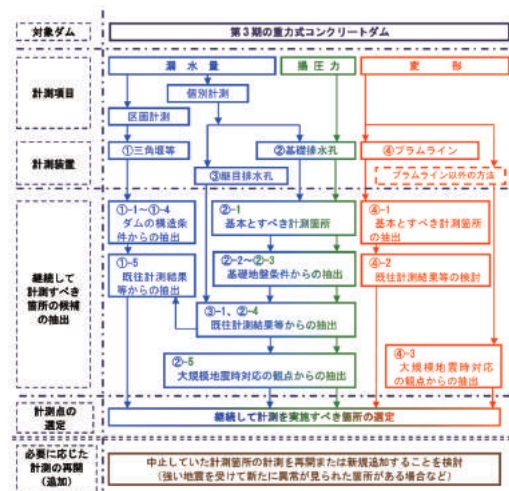 対象ダム
第3期の重力式コンクリートダム
計測項目
漏水量
揚圧力
変形
個別計測
区画計測
計測装置
①三角堰等
②基礎排水孔
④プラムライン
③継目排水孔
プラムライン以外の方法
継続して
計測すべき
箇所の候補
の抽出
①-1~①-4
ダムの構造条
件からの抽出
②-1
基本とすべき計測箇所
④-1
基本とすべき計測箇所
の抽出
①-5
既往計測結果
等からの抽出
②-2~②-3
基礎地盤条件からの抽出
④-2
既往計測結果等の検討
③-1、②-4
既往計測結果等からの抽出
②-5
大規模地震時対応の観点からの抽出
④-3
大規模地震時対応
の観点からの抽出
計測点の
選定
継続して計測を実施すべき箇所の選定
必要に応じた
計測の再開
(追加)
中止していた計測箇所の計測を再開または新規追加することを検討
(強い地震を受けて新たに異常が見られた箇所がある場合など)